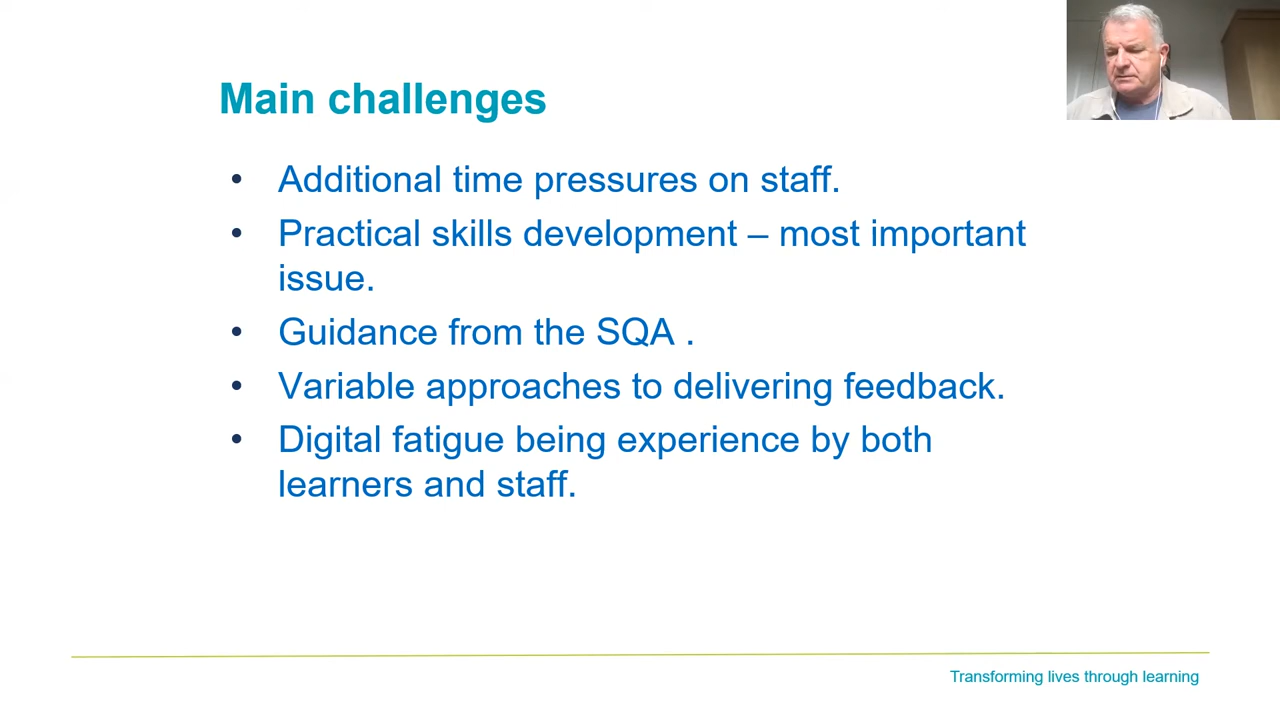 Main challenges
• Additional time pressures on staff.
• Practical skills development – most important
issue.
• Guidance from the SQA .
• Variable approaches to delivering feedback.
• Digital fatigue being experience by both
learners and staff.
Transforming lives through learning